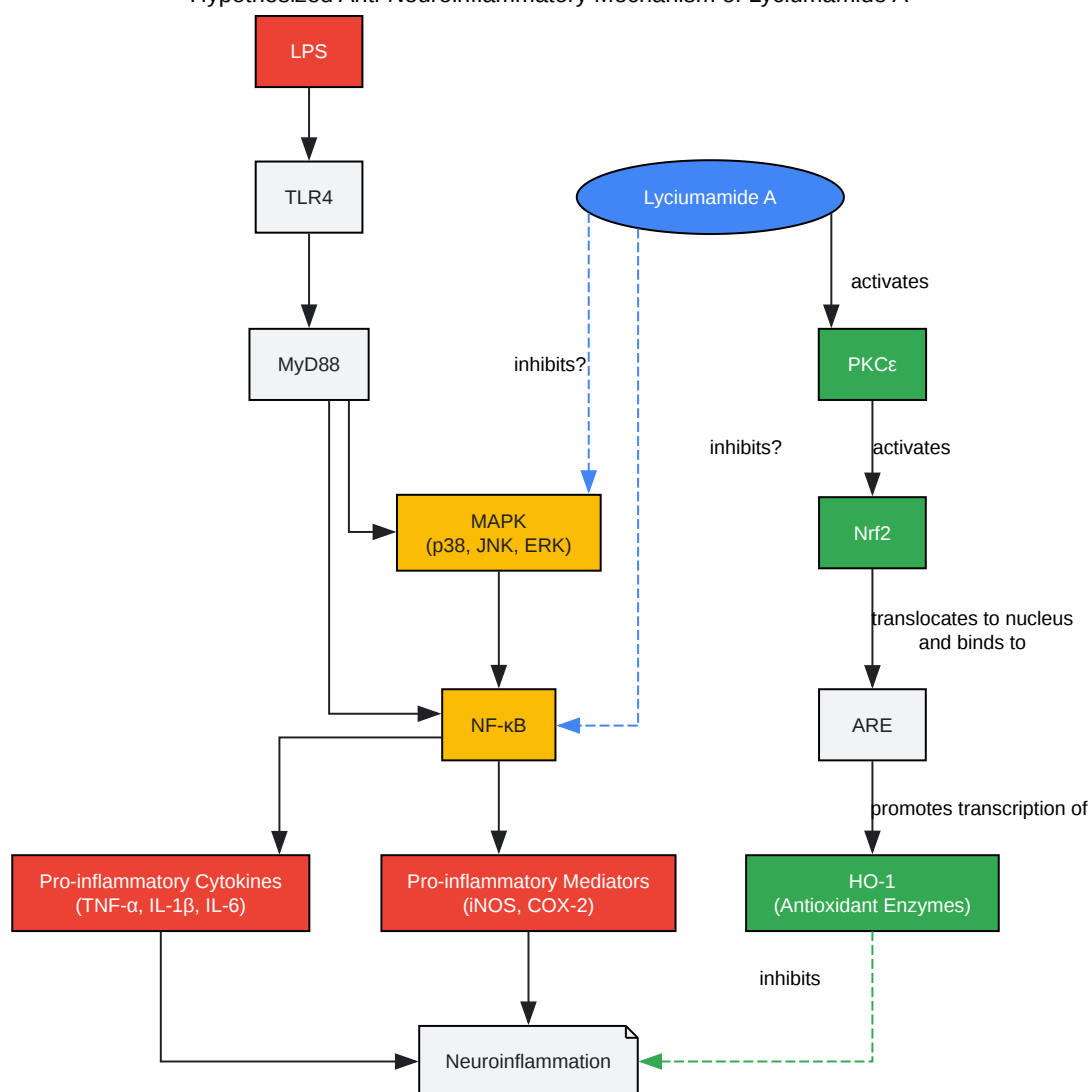 Hypothesized Anti-Neuroinflammatory Mechanism of Lyciumamide A
LPS
TLR4
Lyciumamide A
activates
MyD88
inhibits?
PKCε
inhibits?
activates
MAPK
(p38, JNK, ERK)
Nrf2
translocates to nucleus
and binds to
NF-κB
ARE
promotes transcription of
Pro-inflammatory Cytokines
(TNF-α, IL-1β, IL-6)
Pro-inflammatory Mediators
(iNOS, COX-2)
HO-1
(Antioxidant Enzymes)
inhibits
Neuroinflammation